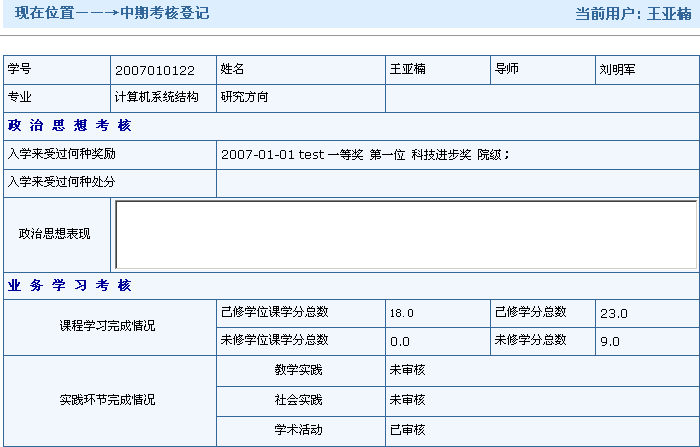 现在位置——→中期考核登记 当前用户: 王亚楠
学号 2007010122 姓名 王亚楠 导师 刘明军
专业 计算机系统结构 研究方向
政 治 思 想 考 核
入学来受过何种奖励 2007-01-01 test 一等奖 第一位 科技进步奖 院级;
入学来受过何种处分
政治思想表现
业 务 学 习 考 核
课程学习完成情况 已修学位课学分总数 18.0 已修学分总数 23.0
未修学位课学分总数 0.0 未修学分总数 9.0
实践环节完成情况 教学实践 未审核
社会实践 未审核
学术活动 已审核